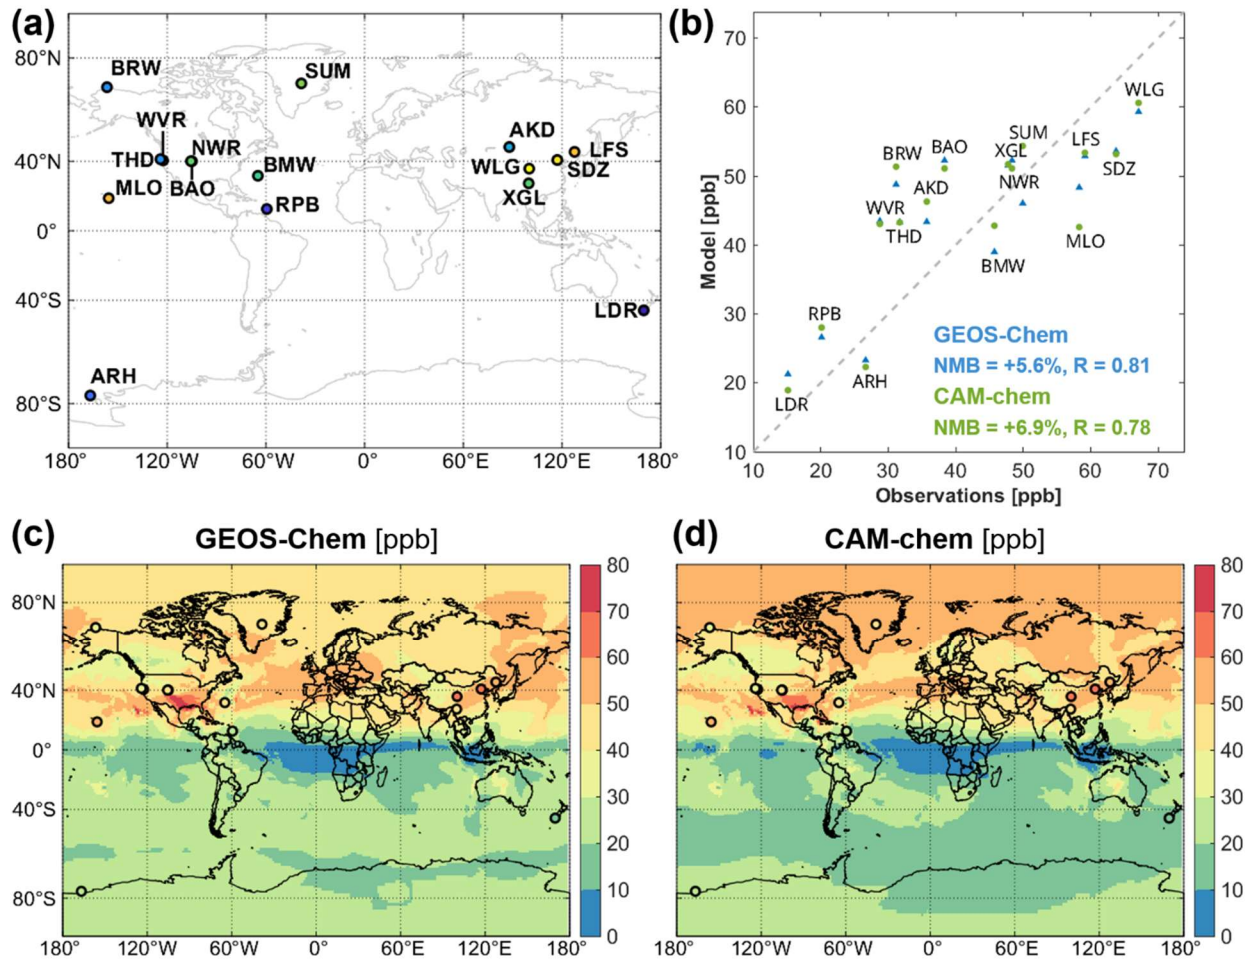 (a)
80°N
40°N
0°
40°S
80°S
BRW
SUM
WVR
THD
NWR
BAO
MLO
BMW
RPB
AKD
LFS
WLG
SDZ
XGL
LDR
ARH
180°
120°W
60°W
0°
60°E
120°E
180°
(b)
Model [ppb]
70
60
50
40
30
20
10
WLG
SUM
LFS
BAO
XGL
BRW
SDZ
AKD
NWR
WVR
THD
MLO
BMW
RPB
ARH
LDR
GEOS-Chem
NMB = +5.6%, R = 0.81
CAM-chem
NMB = +6.9%, R = 0.78
10
20
30
40
50
60
70
Observations [ppb]
(c)
GEOS-Chem [ppb]
80°N
40°N
0°
40°S
80°S
180°
120°W
60°W
0°
60°E
120°E
180°
80
70
60
50
40
30
20
10
0
(d)
CAM-chem [ppb]
80°N
40°N
0°
40°S
80°S
180°
120°W
60°W
0°
60°E
120°E
180°
80
70
60
50
40
30
20
10
0